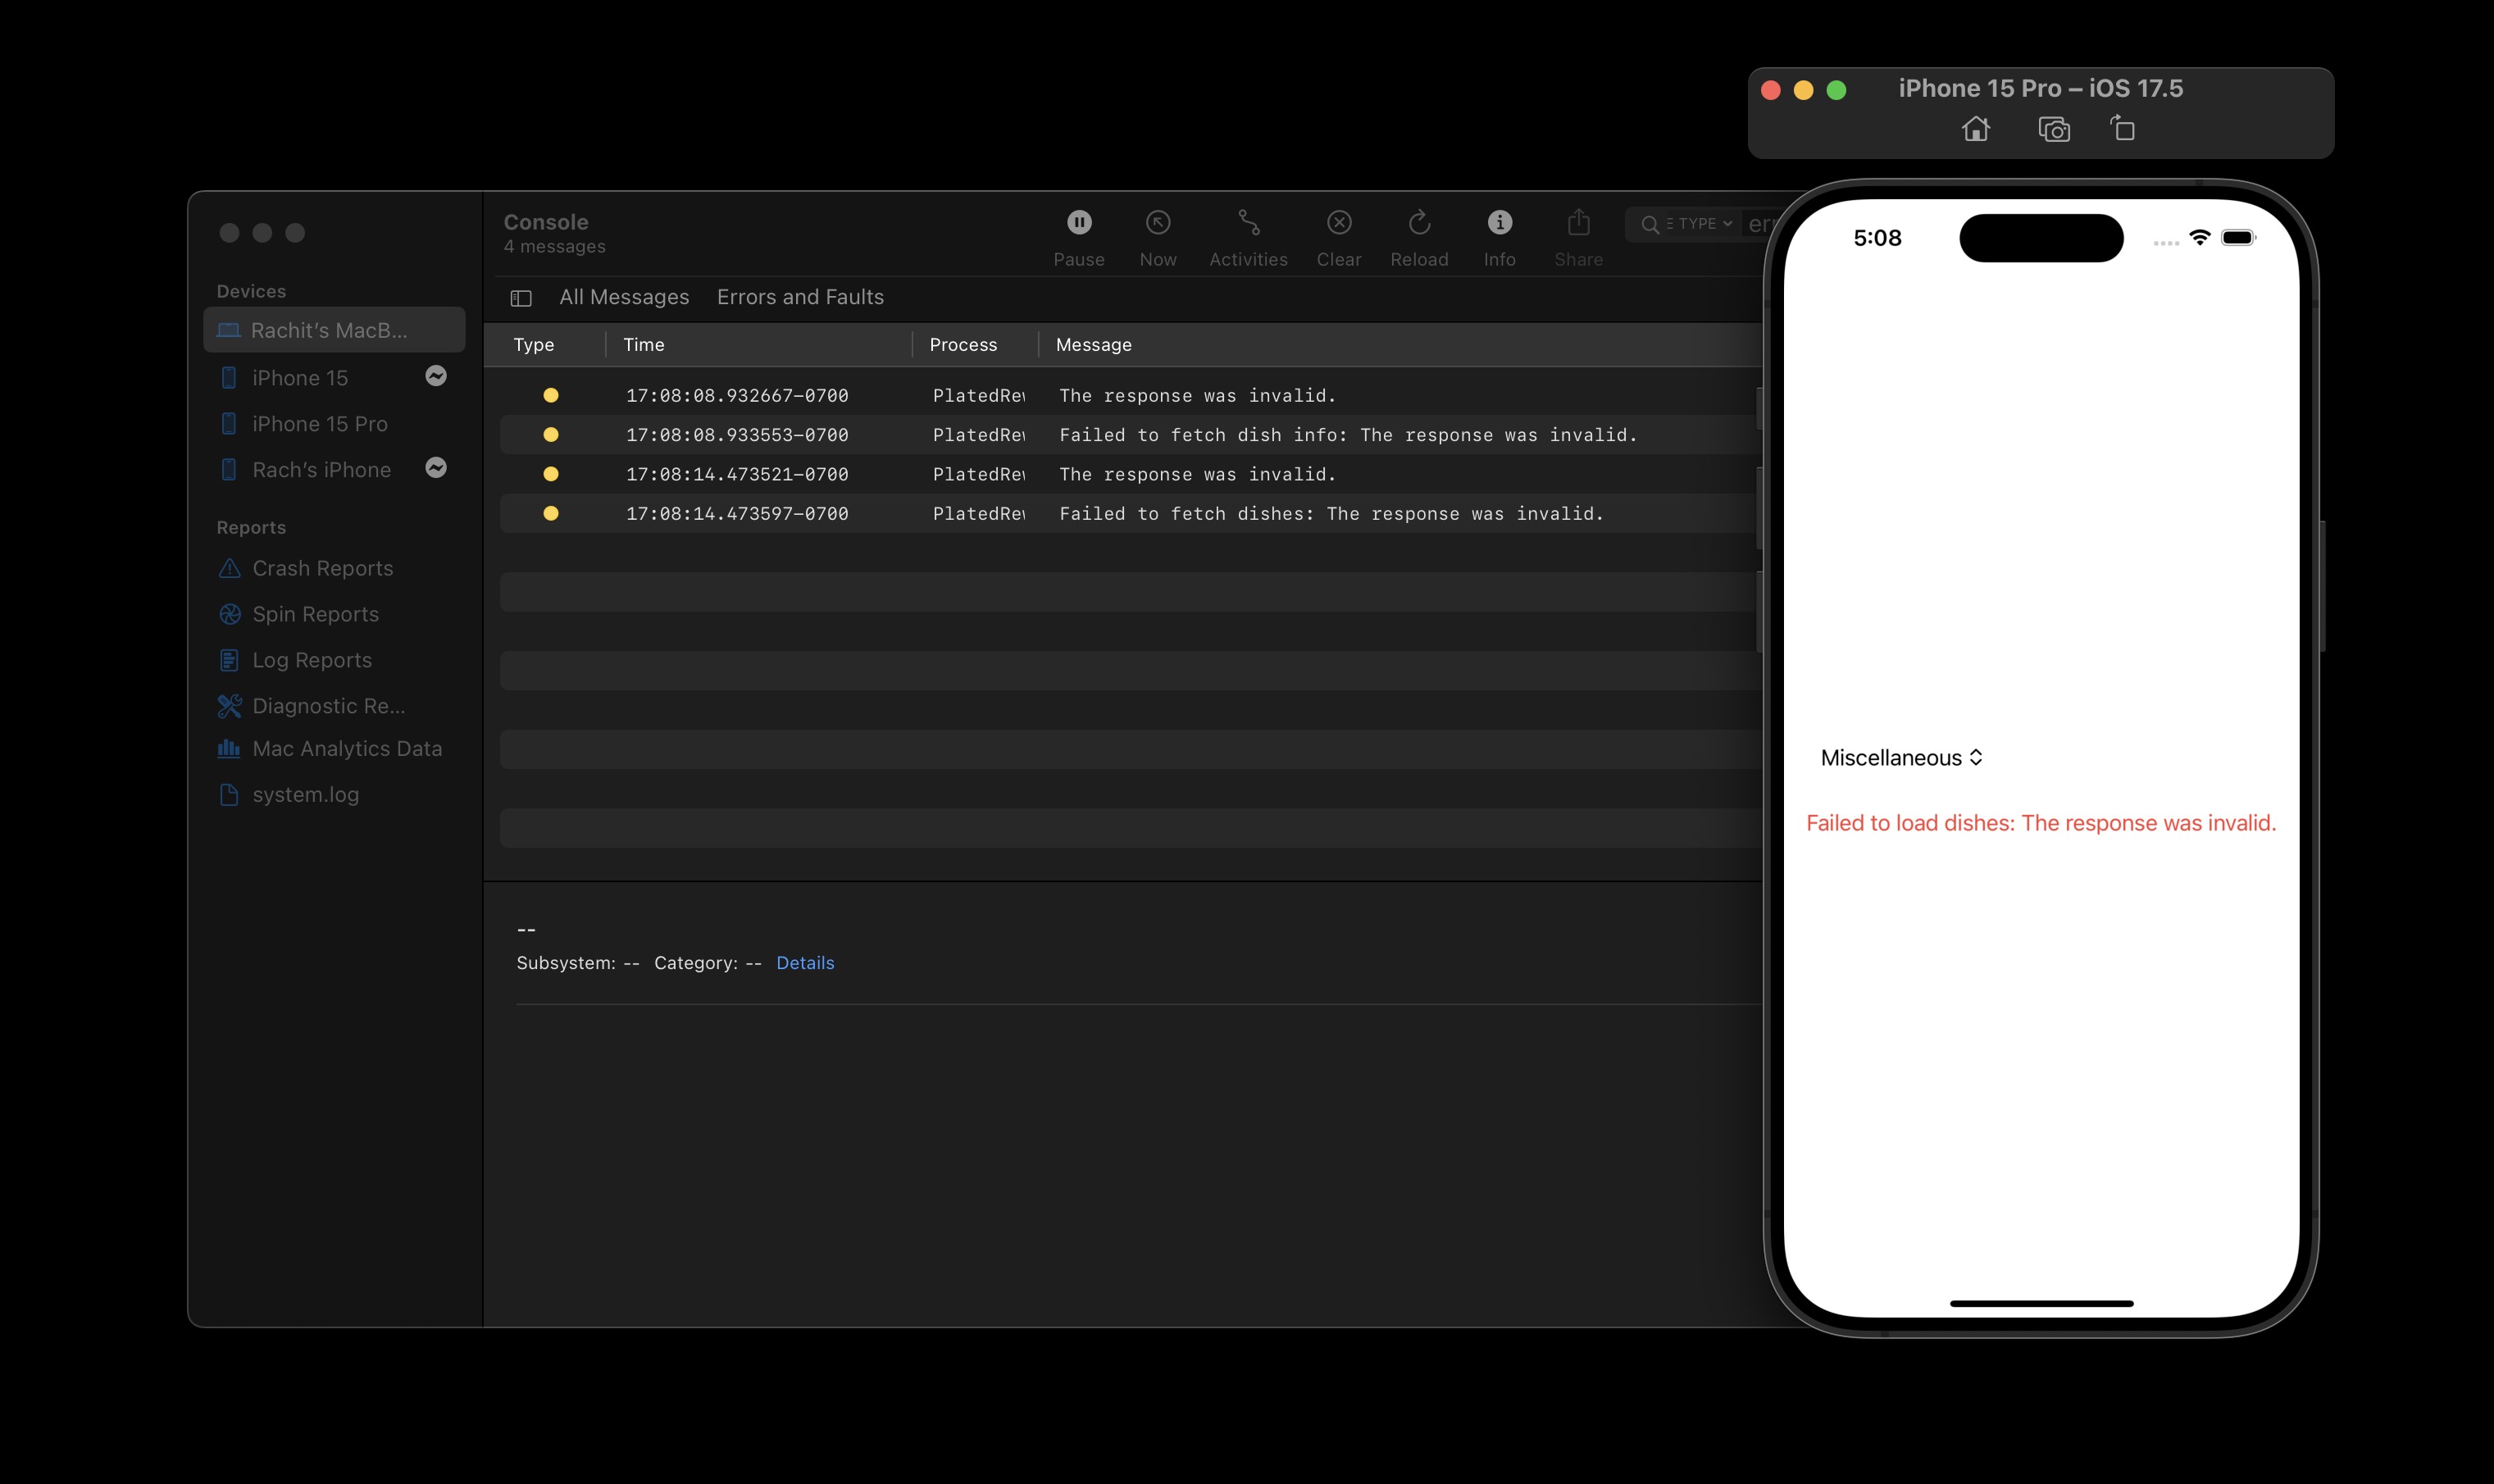 iPhone 15 Pro – iOS 17.5
Console
4 messages
Pause
Now
Activities
Clear
Reload
Info
Share
TYPE
5:08
Devices
Rachit’s MacB...
iPhone 15
iPhone 15 Pro
Rach’s iPhone
Reports
Crash Reports
Spin Reports
Log Reports
Diagnostic Re...
Mac Analytics Data
system.log
All Messages Errors and Faults
Type Time Process Message
17:08:08.932667-0700 PlatedRev The response was invalid.
17:08:08.933553-0700 PlatedRev Failed to fetch dish info: The response was invalid.
17:08:14.473521-0700 PlatedRev The response was invalid.
17:08:14.473597-0700 PlatedRev Failed to fetch dishes: The response was invalid.
--
Subsystem: -- Category: -- Details
Miscellaneous
Failed to load dishes: The response was invalid.